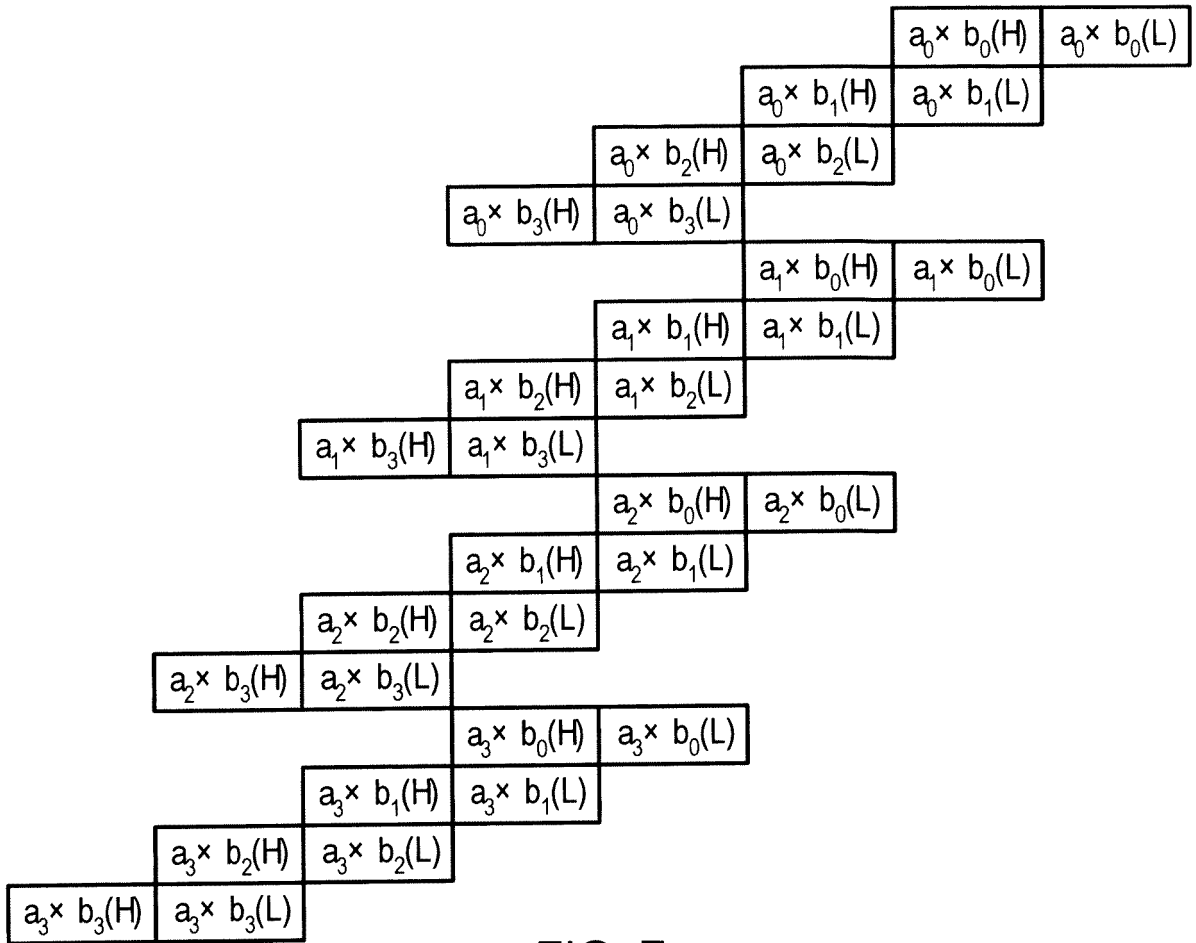 a₀× b₀(H) a₀× b₀(L)
a₀× b₁(H) a₀× b₁(L)
a₀× b₂(H) a₀× b₂(L)
a₀× b₃(H) a₀× b₃(L)
a₁× b₀(H) a₁× b₀(L)
a₁× b₁(H) a₁× b₁(L)
a₁× b₂(H) a₁× b₂(L)
a₁× b₃(H) a₁× b₃(L)
a₂× b₀(H) a₂× b₀(L)
a₂× b₁(H) a₂× b₁(L)
a₂× b₂(H) a₂× b₂(L)
a₂× b₃(H) a₂× b₃(L)
a₃× b₀(H) a₃× b₀(L)
a₃× b₁(H) a₃× b₁(L)
a₃× b₂(H) a₃× b₂(L)
a₃× b₃(H) a₃× b₃(L)